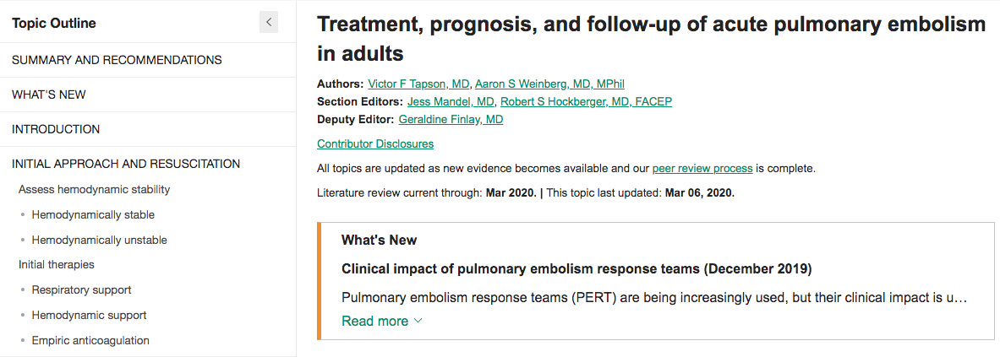 Topic Outline
SUMMARY AND RECOMMENDATIONS
WHAT'S NEW
INTRODUCTION
INITIAL APPROACH AND RESUSCITATION
Assess hemodynamic stability
• Hemodynamically stable
• Hemodynamically unstable
Initial therapies
• Respiratory support
• Hemodynamic support
• Empiric anticoagulation
Treatment, prognosis, and follow-up of acute pulmonary embolism
in adults
Authors: Victor F Tapson, MD, Aaron S Weinberg, MD, MPhil
Section Editors: Jess Mandel, MD, Robert S Hockberger, MD, FACEP
Deputy Editor: Geraldine Finlay, MD
Contributor Disclosures
All topics are updated as new evidence becomes available and our peer review process is complete.
Literature review current through: Mar 2020. | This topic last updated: Mar 06, 2020.
What's New
Clinical impact of pulmonary embolism response teams (December 2019)
Pulmonary embolism response teams (PERT) are being increasingly used, but their clinical impact is u…
Read more